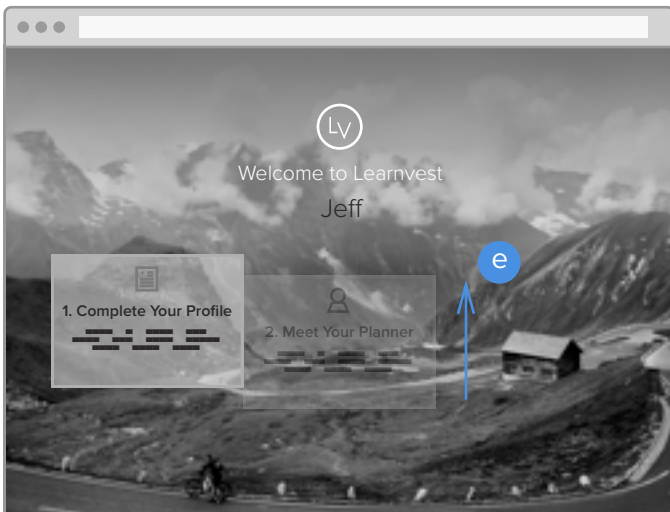 LV
Welcome to Learnvest
Jeff
e
1. Complete Your Profile
2. Meet Your Planner